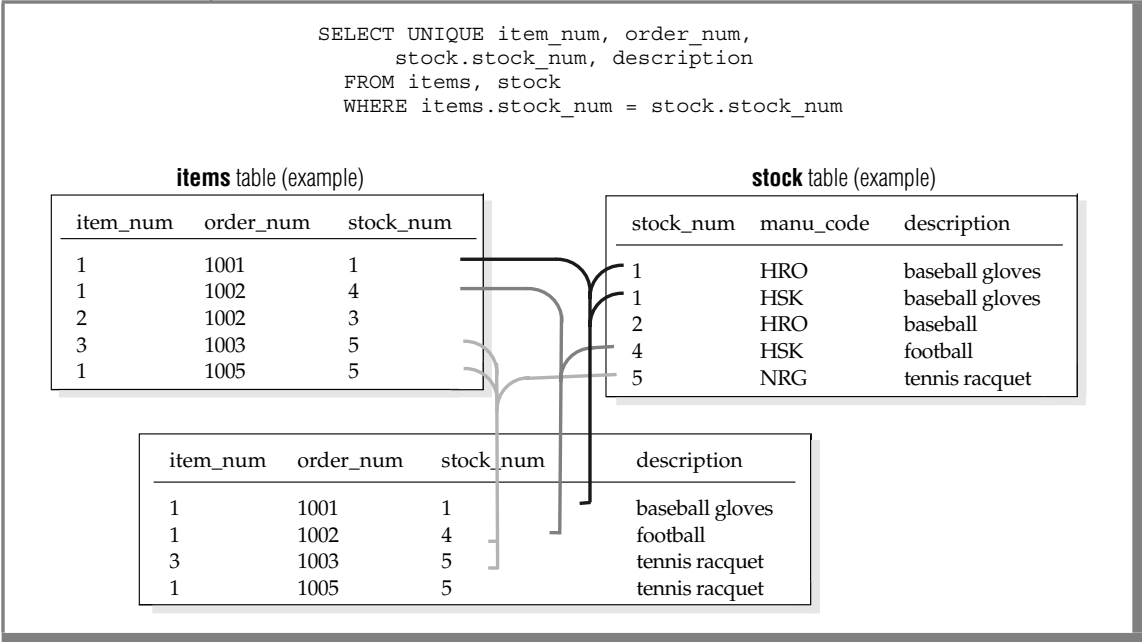 SELECT UNIQUE item_num, order_num,
stock.stock_num, description
FROM items, stock
WHERE items.stock_num = stock.stock_num
items table (example)
item_num order_num stock_num
1 1001 1
1 1002 4
2 1002 3
3 1003 5
1 1005 5
stock table (example)
stock_num manu_code description
1 HRO baseball gloves
1 HSK baseball gloves
2 HRO baseball
4 HSK football
5 NRG tennis racquet
item_num order_num stock_num description
1 1001 1 baseball gloves
1 1002 4 football
3 1003 5 tennis racquet
1 1005 5 tennis racquet